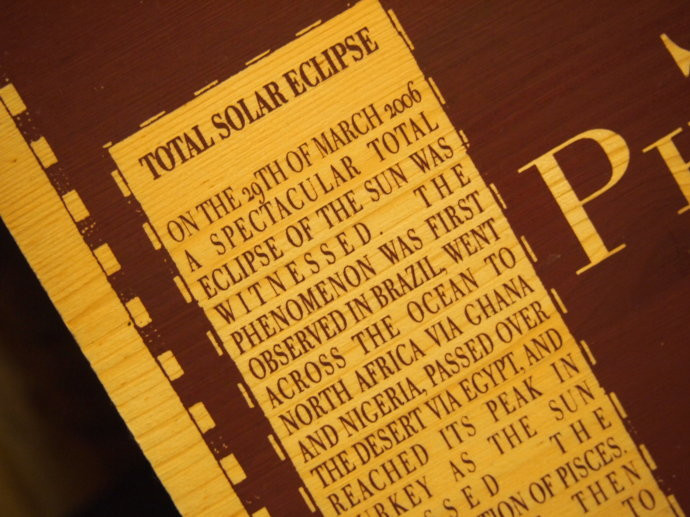 TOTAL SOLAR ECLIPSE
ON THE 29TH OF MARCH 2006
A SPECTACULAR TOTAL
ECLIPSE OF THE SUN WAS
WITNESSED. THE
PHENOMENON WAS FIRST
OBSERVED IN BRAZIL, WENT
ACROSS THE OCEAN TO
NORTH AFRICA VIA GHANA
AND NIGERIA, PASSED OVER
THE DESERT VIA EGYPT, AND
REACHED ITS PEAK IN
AS THE SUN
THE
OF PISCES.
THEN
TO
P